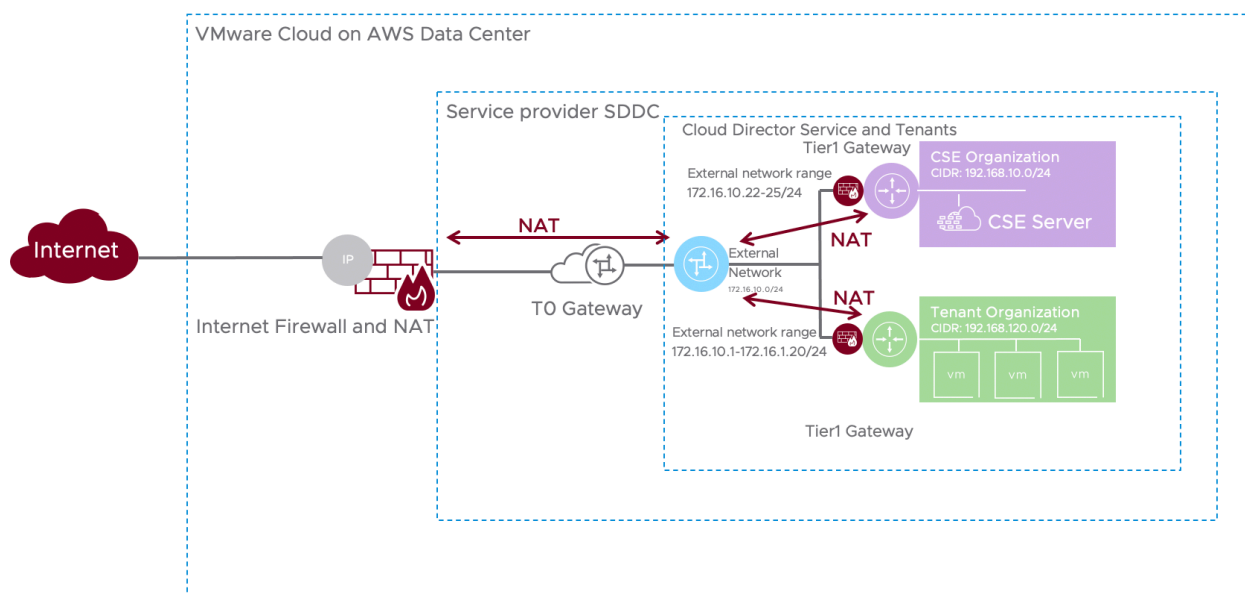 VMware Cloud on AWS Data Center
Service provider SDDC
Cloud Director Service and Tenants
Tier1 Gateway
CSE Organization
CIDR: 192.168.10.0/24
External network range
172.16.10.22-25/24
CSE Server
NAT
NAT
Internet
IP
External
Network
172.16.10.0/24
NAT
T0 Gateway
Internet Firewall and NAT
External network range
172.16.10.1-172.16.1.20/24
Tenant Organization
CIDR: 192.168.120.0/24
vm
vm
vm
Tier1 Gateway